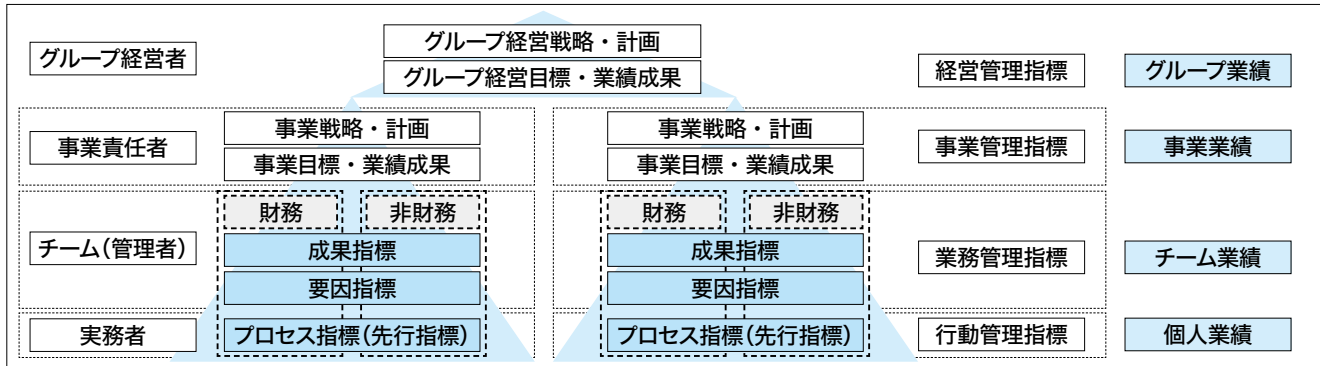 グループ経営者
グループ経営戦略・計画
グループ経営目標・業績成果
経営管理指標
グループ業績
事業責任者
事業戦略・計画
事業目標・業績成果
事業戦略・計画
事業目標・業績成果
事業管理指標
事業業績
チーム(管理者)
財務
非財務
成果指標
要因指標
財務
非財務
成果指標
要因指標
業務管理指標
チーム業績
実務者
プロセス指標(先行指標)
プロセス指標(先行指標)
行動管理指標
個人業績